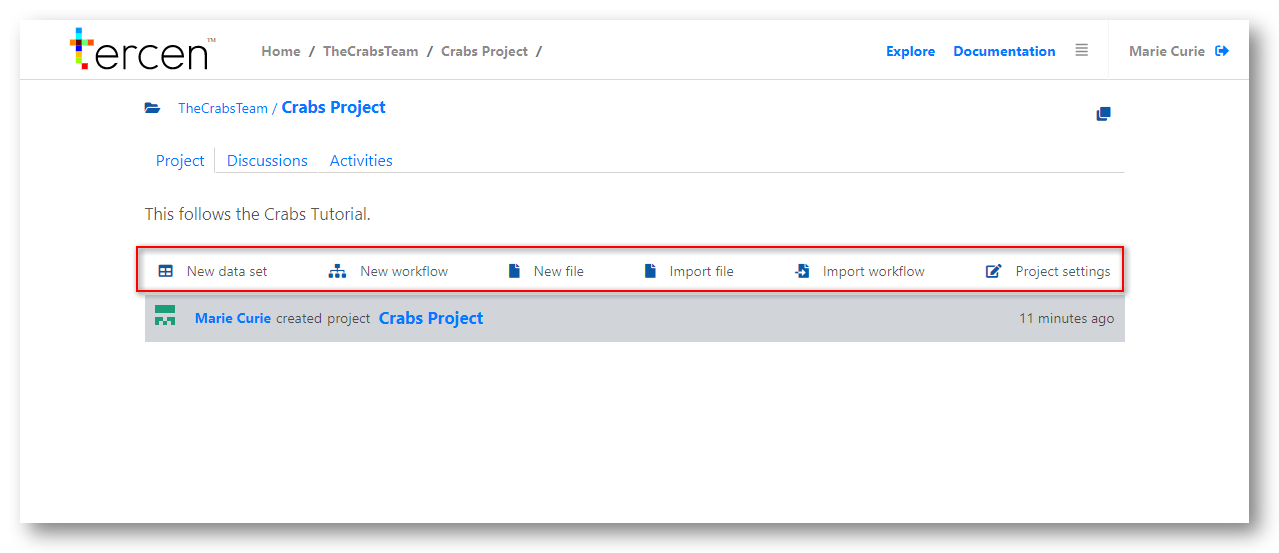 tercen™ Home / TheCrabsTeam / Crabs Project / Explore Documentation Marie Curie
TheCrabsTeam / Crabs Project
Project Discussions Activities
This follows the Crabs Tutorial.
New data set New workflow New file Import file Import workflow Project settings
Marie Curie created project Crabs Project 11 minutes ago